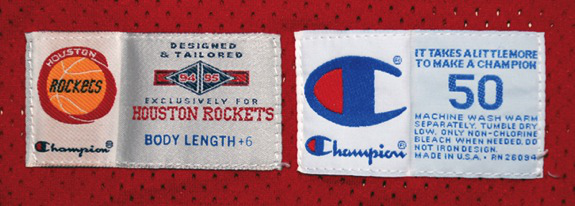 HOUSTON
ROCKETS
Champion®
DESIGNED
& TAILORED
94 95
EXCLUSIVELY FOR
HOUSTON ROCKETS
BODY LENGTH +6
®
Champion®
IT TAKES A LITTLE MORE
TO MAKE A CHAMPION
50
MACHINE WASH WARM
SEPARATELY. TUMBLE DRY
LOW. ONLY NON-CHLORINE
BLEACH WHEN NEEDED. DO
NOT IRON DESIGN.
MADE IN U.S.A. • RN 26094